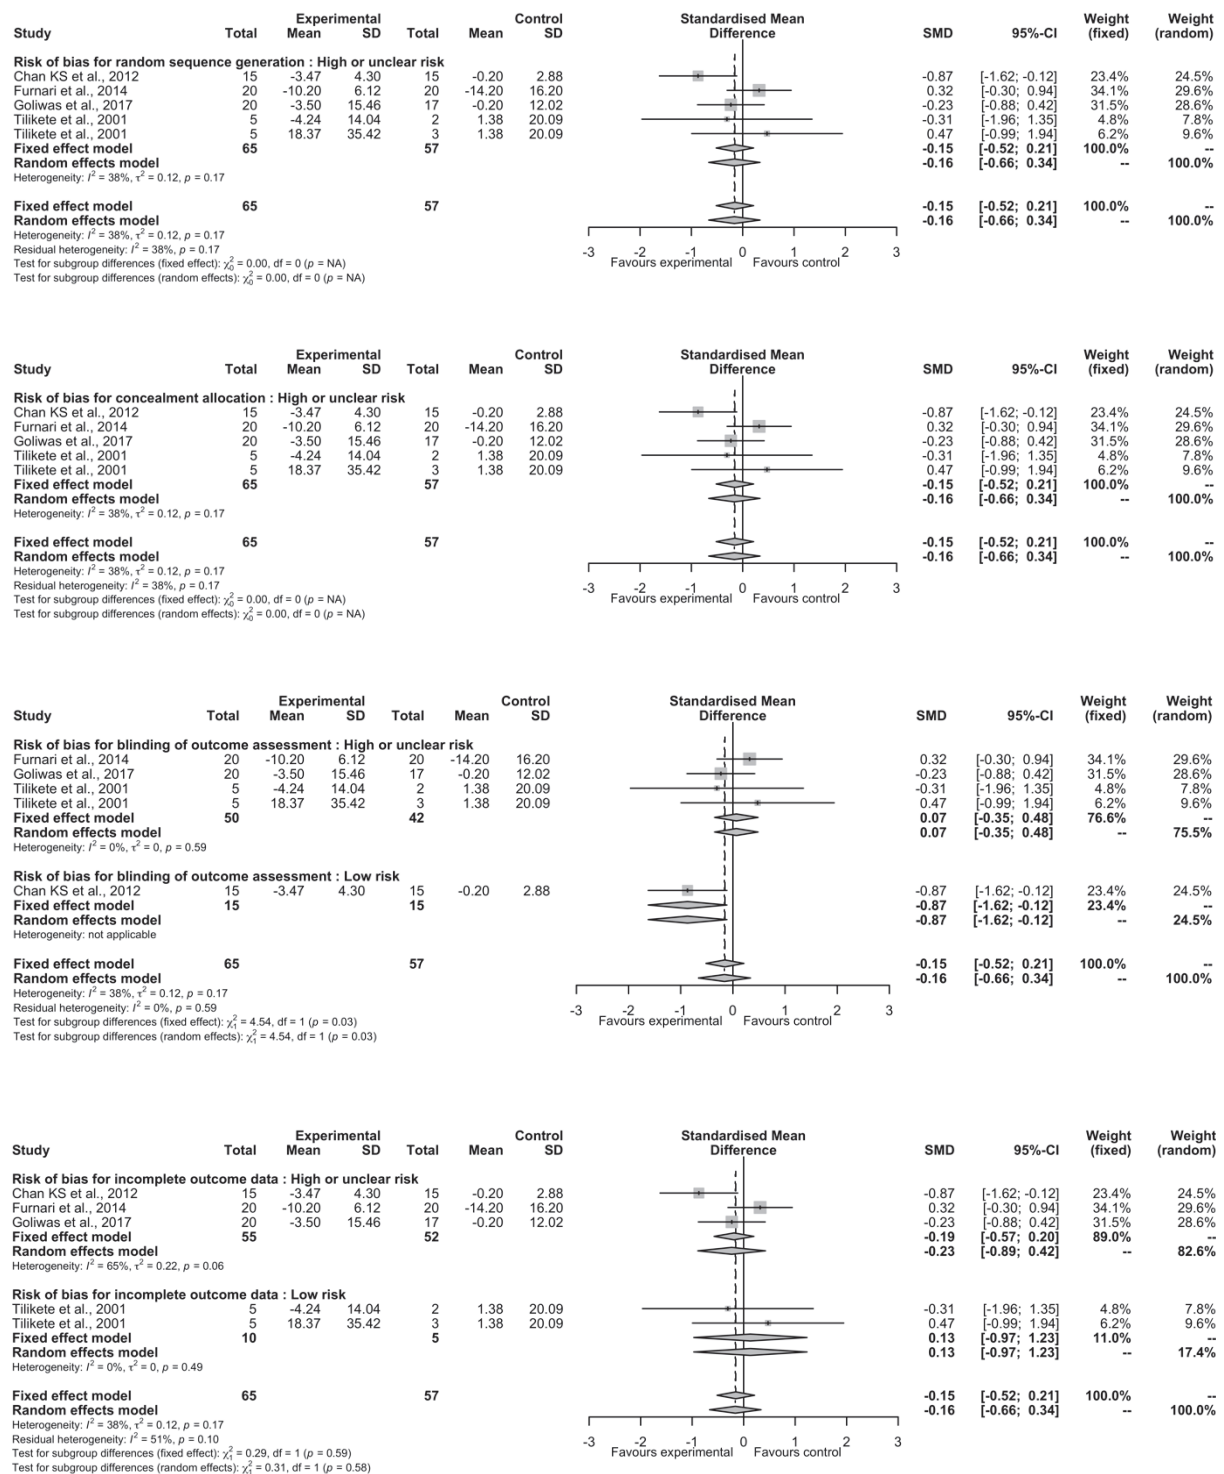 Experimental Control Standardised Mean Weight Weight
Study Total Mean SD Total Mean SD Difference SMD 95%-CI (fixed) (random)
Risk of bias for random sequence generation : High or unclear risk
Chan KS et al., 2012 15 -3.47 4.30 15 -0.20 2.88 -0.87 [-1.62; -0.12] 23.4% 24.5%
Furnari et al., 2014 20 -10.20 6.12 20 -14.20 16.20 0.32 [-0.30; 0.94] 34.1% 29.6%
Goliwas et al., 2017 20 -3.50 15.46 17 -0.20 12.02 -0.23 [-0.88; 0.42] 31.5% 28.6%
Tilikete et al., 2001 5 -4.24 14.04 2 1.38 20.09 -0.31 [-1.96; 1.35] 4.8% 7.8%
Tilikete et al., 2001 5 18.37 35.42 3 1.38 20.09 0.47 [-0.99; 1.94] 6.2% 9.6%
Fixed effect model 65 57 -0.15 [-0.52; 0.21] 100.0% --
Random effects model -0.16 [-0.66; 0.34] -- 100.0%
Heterogeneity: I² = 38%, τ² = 0.12, p = 0.17
Fixed effect model 65 57 -0.15 [-0.52; 0.21] 100.0% --
Random effects model -0.16 [-0.66; 0.34] -- 100.0%
Heterogeneity: I² = 38%, τ² = 0.12, p = 0.17
Residual heterogeneity: I² = 38%, p = 0.17
-3 -2 -1 0 1 2 3
Test for subgroup differences (fixed effect): χ₀² = 0.00, df = 0 (p = NA) Favours experimental Favours control
Test for subgroup differences (random effects): χ₀² = 0.00, df = 0 (p = NA)
Experimental Control Standardised Mean Weight Weight
Study Total Mean SD Total Mean SD Difference SMD 95%-CI (fixed) (random)
Risk of bias for concealment allocation : High or unclear risk
Chan KS et al., 2012 15 -3.47 4.30 15 -0.20 2.88 -0.87 [-1.62; -0.12] 23.4% 24.5%
Furnari et al., 2014 20 -10.20 6.12 20 -14.20 16.20 0.32 [-0.30; 0.94] 34.1% 29.6%
Goliwas et al., 2017 20 -3.50 15.46 17 -0.20 12.02 -0.23 [-0.88; 0.42] 31.5% 28.6%
Tilikete et al., 2001 5 -4.24 14.04 2 1.38 20.09 -0.31 [-1.96; 1.35] 4.8% 7.8%
Tilikete et al., 2001 5 18.37 35.42 3 1.38 20.09 0.47 [-0.99; 1.94] 6.2% 9.6%
Fixed effect model 65 57 -0.15 [-0.52; 0.21] 100.0% --
Random effects model -0.16 [-0.66; 0.34] -- 100.0%
Heterogeneity: I² = 38%, τ² = 0.12, p = 0.17
Fixed effect model 65 57 -0.15 [-0.52; 0.21] 100.0% --
Random effects model -0.16 [-0.66; 0.34] -- 100.0%
Heterogeneity: I² = 38%, τ² = 0.12, p = 0.17
Residual heterogeneity: I² = 38%, p = 0.17
-3 -2 -1 0 1 2 3
Test for subgroup differences (fixed effect): χ₀² = 0.00, df = 0 (p = NA) Favours experimental Favours control
Test for subgroup differences (random effects): χ₀² = 0.00, df = 0 (p = NA)
Experimental Control Standardised Mean Weight Weight
Study Total Mean SD Total Mean SD Difference SMD 95%-CI (fixed) (random)
Risk of bias for blinding of outcome assessment : High or unclear risk
Furnari et al., 2014 20 -10.20 6.12 20 -14.20 16.20 0.32 [-0.30; 0.94] 34.1% 29.6%
Goliwas et al., 2017 20 -3.50 15.46 17 -0.20 12.02 -0.23 [-0.88; 0.42] 31.5% 28.6%
Tilikete et al., 2001 5 -4.24 14.04 2 1.38 20.09 -0.31 [-1.96; 1.35] 4.8% 7.8%
Tilikete et al., 2001 5 18.37 35.42 3 1.38 20.09 0.47 [-0.99; 1.94] 6.2% 9.6%
Fixed effect model 50 42 0.07 [-0.35; 0.48] 76.6% --
Random effects model 0.07 [-0.35; 0.48] -- 75.5%
Heterogeneity: I² = 0%, τ² = 0, p = 0.59
Risk of bias for blinding of outcome assessment : Low risk
Chan KS et al., 2012 15 -3.47 4.30 15 -0.20 2.88 -0.87 [-1.62; -0.12] 23.4% 24.5%
Fixed effect model 15 15 -0.87 [-1.62; -0.12] 23.4% --
Random effects model -0.87 [-1.62; -0.12] -- 24.5%
Heterogeneity: not applicable
Fixed effect model 65 57 -0.15 [-0.52; 0.21] 100.0% --
Random effects model -0.16 [-0.66; 0.34] -- 100.0%
Heterogeneity: I² = 38%, τ² = 0.12, p = 0.17
Residual heterogeneity: I² = 0%, p = 0.59
-3 -2 -1 0 1 2 3
Test for subgroup differences (fixed effect): χ₁² = 4.54, df = 1 (p = 0.03) Favours experimental Favours control
Test for subgroup differences (random effects): χ₁² = 4.54, df = 1 (p = 0.03)
Experimental Control Standardised Mean Weight Weight
Study Total Mean SD Total Mean SD Difference SMD 95%-CI (fixed) (random)
Risk of bias for incomplete outcome data : High or unclear risk
Chan KS et al., 2012 15 -3.47 4.30 15 -0.20 2.88 -0.87 [-1.62; -0.12] 23.4% 24.5%
Furnari et al., 2014 20 -10.20 6.12 20 -14.20 16.20 0.32 [-0.30; 0.94] 34.1% 29.6%
Goliwas et al., 2017 20 -3.50 15.46 17 -0.20 12.02 -0.23 [-0.88; 0.42] 31.5% 28.6%
Fixed effect model 55 52 -0.19 [-0.57; 0.20] 89.0% --
Random effects model -0.23 [-0.89; 0.42] -- 82.6%
Heterogeneity: I² = 65%, τ² = 0.22, p = 0.06
Risk of bias for incomplete outcome data : Low risk
Tilikete et al., 2001 5 -4.24 14.04 2 1.38 20.09 -0.31 [-1.96; 1.35] 4.8% 7.8%
Tilikete et al., 2001 5 18.37 35.42 3 1.38 20.09 0.47 [-0.99; 1.94] 6.2% 9.6%
Fixed effect model 10 5 0.13 [-0.97; 1.23] 11.0% --
Random effects model 0.13 [-0.97; 1.23] -- 17.4%
Heterogeneity: I² = 0%, τ² = 0, p = 0.49
Fixed effect model 65 57 -0.15 [-0.52; 0.21] 100.0% --
Random effects model -0.16 [-0.66; 0.34] -- 100.0%
Heterogeneity: I² = 38%, τ² = 0.12, p = 0.17
Residual heterogeneity: I² = 51%, p = 0.10
-3 -2 -1 0 1 2 3
Test for subgroup differences (fixed effect): χ₁² = 0.29, df = 1 (p = 0.59) Favours experimental Favours control
Test for subgroup differences (random effects): χ₁² = 0.31, df = 1 (p = 0.58)